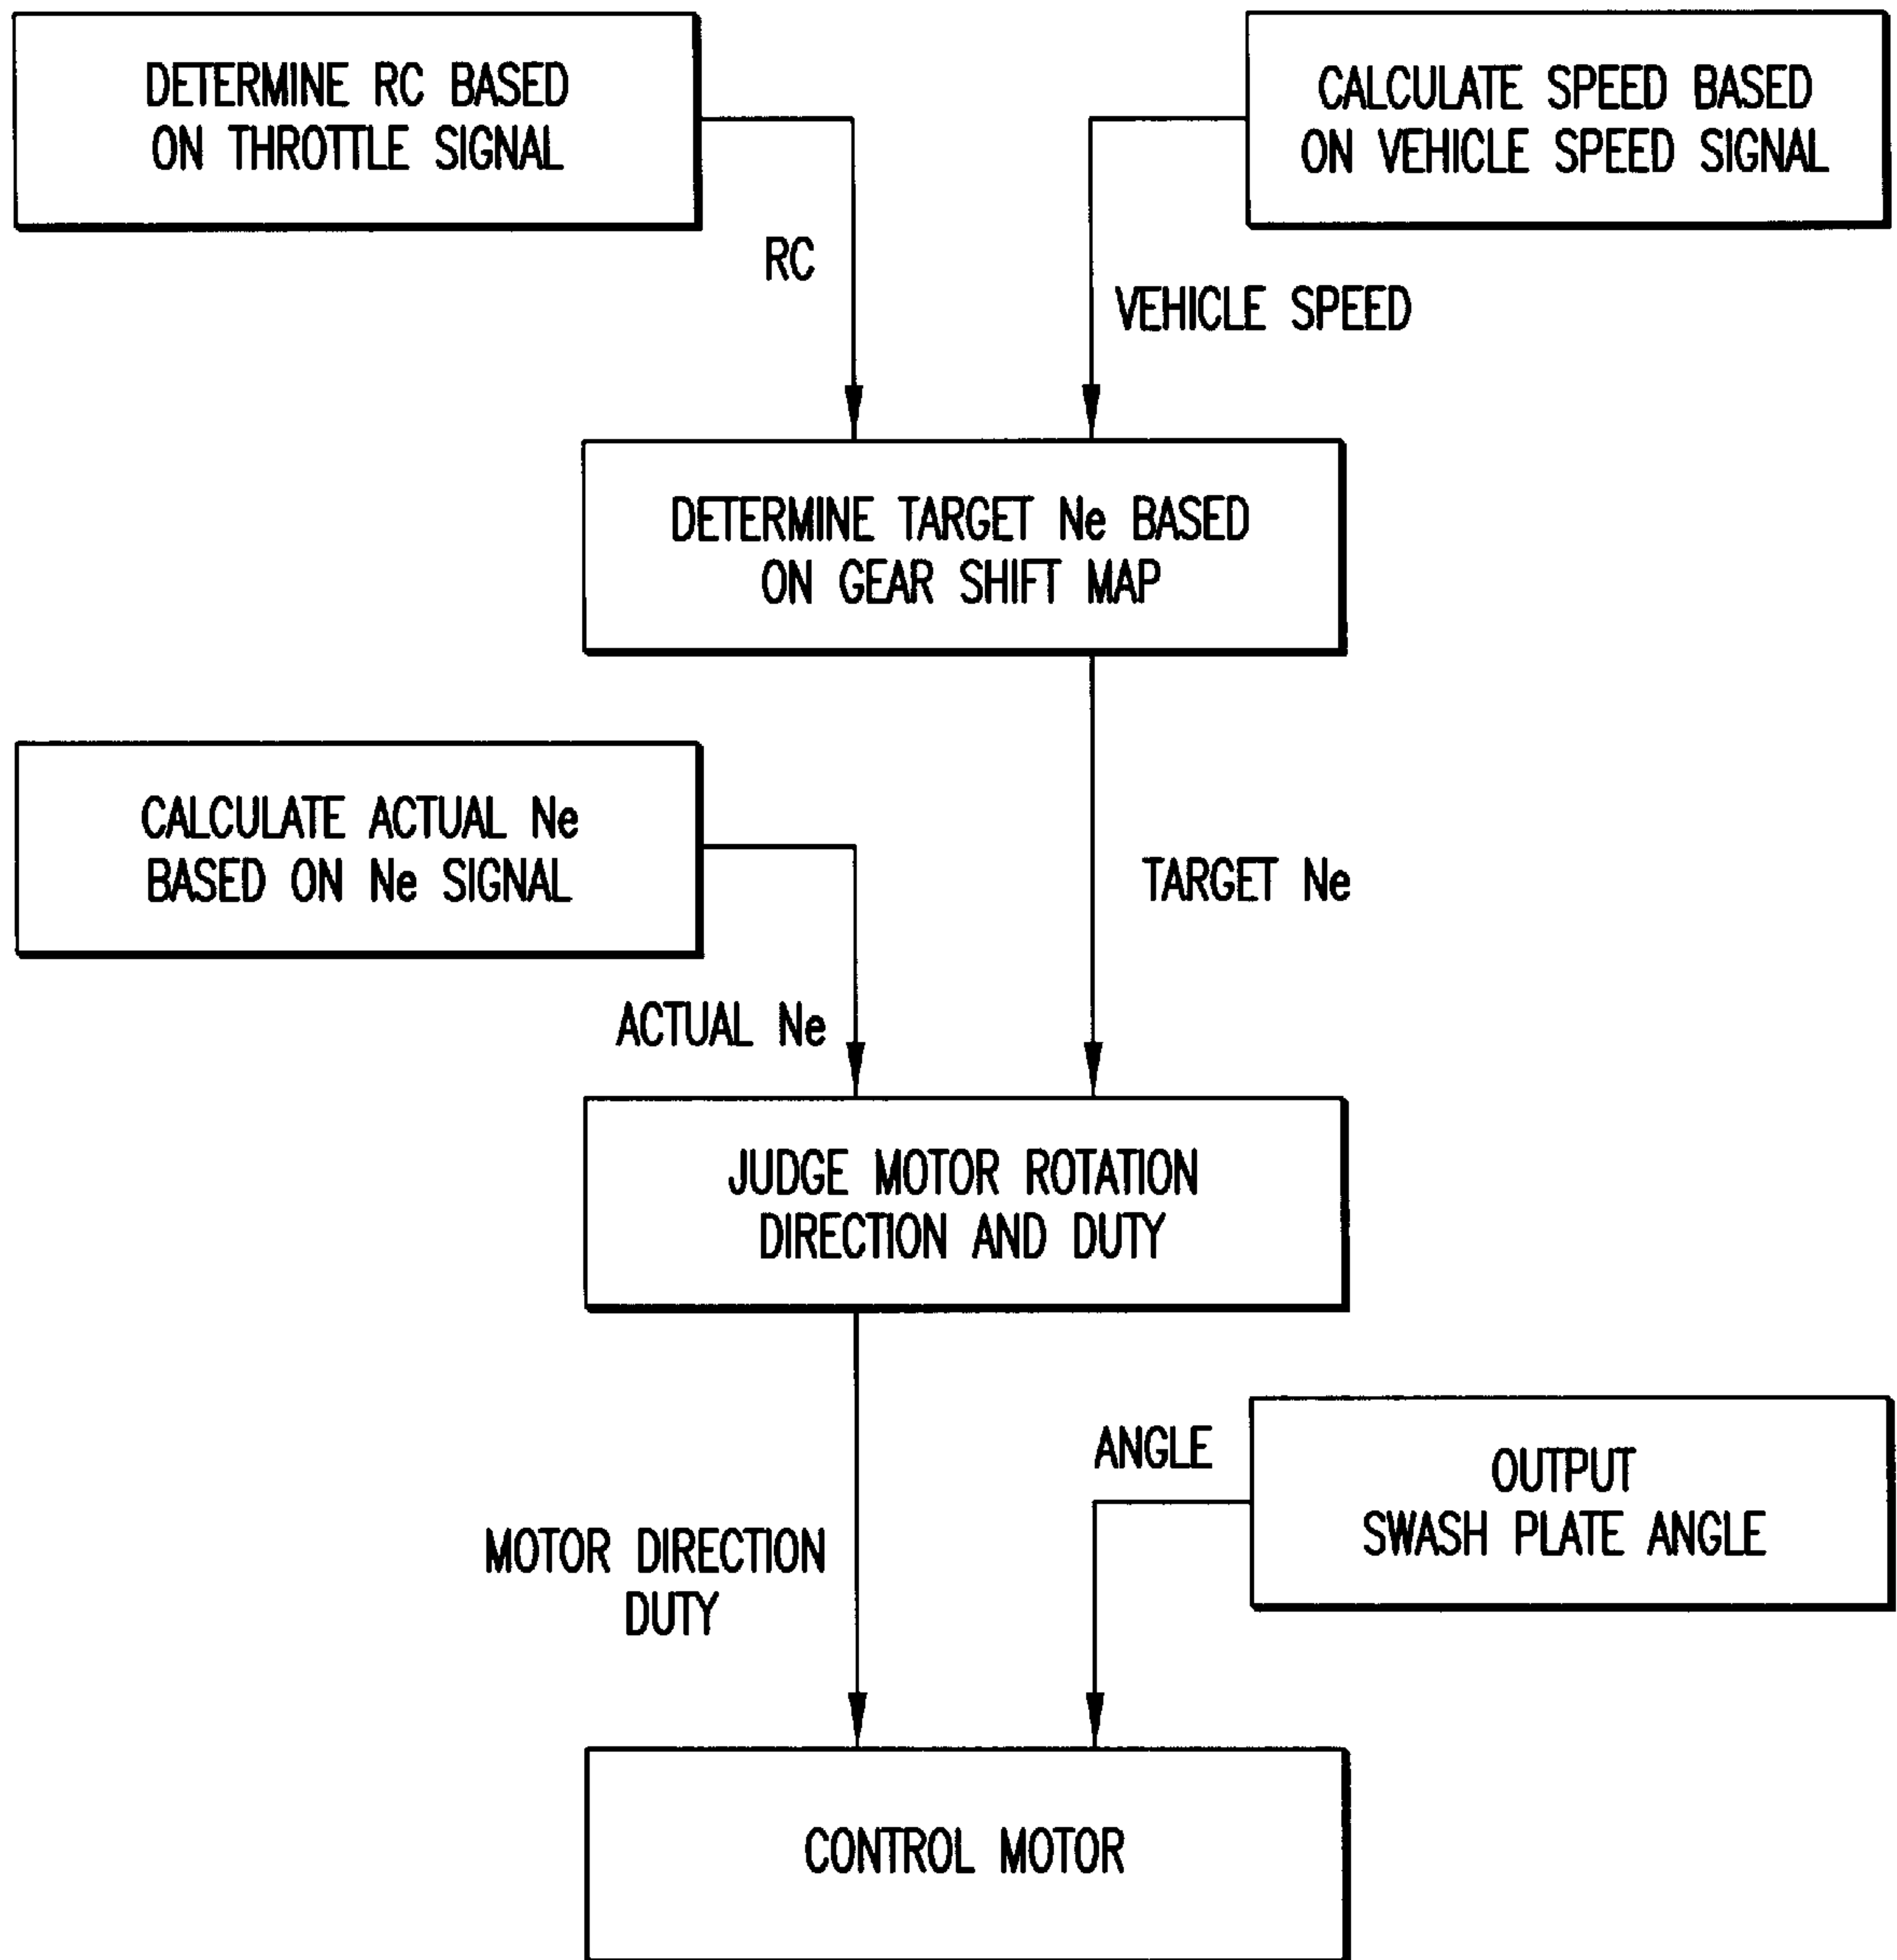 DETERMINE RC BASED
ON THROTTLE SIGNAL
CALCULATE SPEED BASED
ON VEHICLE SPEED SIGNAL
RC
VEHICLE SPEED
DETERMINE TARGET Ne BASED
ON GEAR SHIFT MAP
CALCULATE ACTUAL Ne
BASED ON Ne SIGNAL
TARGET Ne
ACTUAL Ne
JUDGE MOTOR ROTATION
DIRECTION AND DUTY
ANGLE
OUTPUT
SWASH PLATE ANGLE
MOTOR DIRECTION
DUTY
CONTROL MOTOR